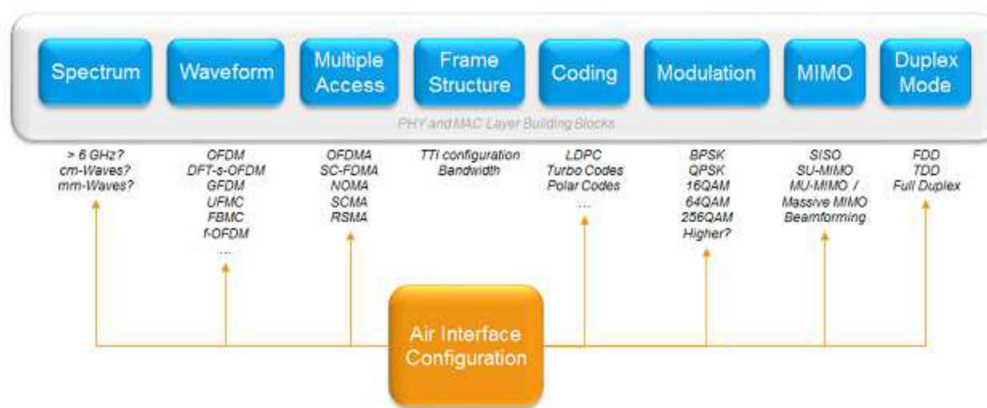 Spectrum
Waveform
Multiple
Access
Frame
Structure
Coding
Modulation
MIMO
Duplex
Mode
PHY and MAC Layer Building Blocks
> 6 GHz?
cm-Waves?
mm-Waves?
OFDM
DFT-s-OFDM
GFDM
UFMC
FBMC
f-OFDM
...
OFDMA
SC-FDMA
NOMA
SCMA
RSMA
TTI configuration
Bandwidth
LDPC
Turbo Codes
Polar Codes
...
BPSK
QPSK
16QAM
64QAM
256QAM
Higher?
SISO
SU-MIMO
MU-MIMO /
Massive MIMO
Beamforming
FDD
TDD
Full Duplex
Air Interface
Configuration